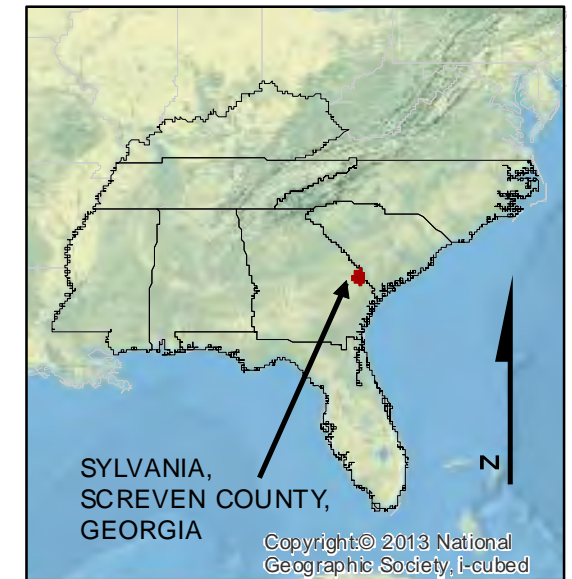 SYLVANIA,
SCREVEN COUNTY,
GEORGIA
N
Copyright:© 2013 National
Geographic Society, i-cubed